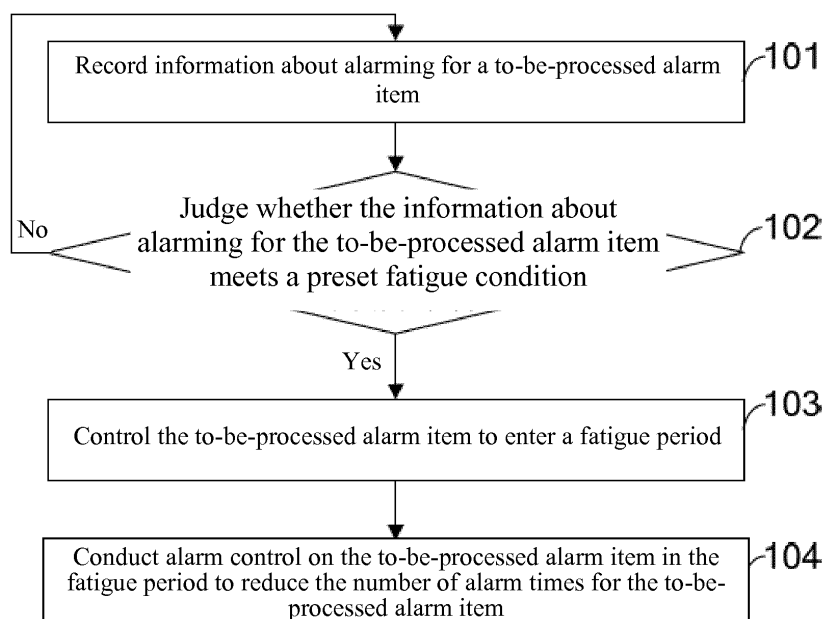 Record information about alarming for a to-be-processed alarm
item
101
Judge whether the information about
alarming for the to-be-processed alarm item
meets a preset fatigue condition
102
No
Yes
Control the to-be-processed alarm item to enter a fatigue period
103
Conduct alarm control on the to-be-processed alarm item in the
fatigue period to reduce the number of alarm times for the to-be-
processed alarm item
104